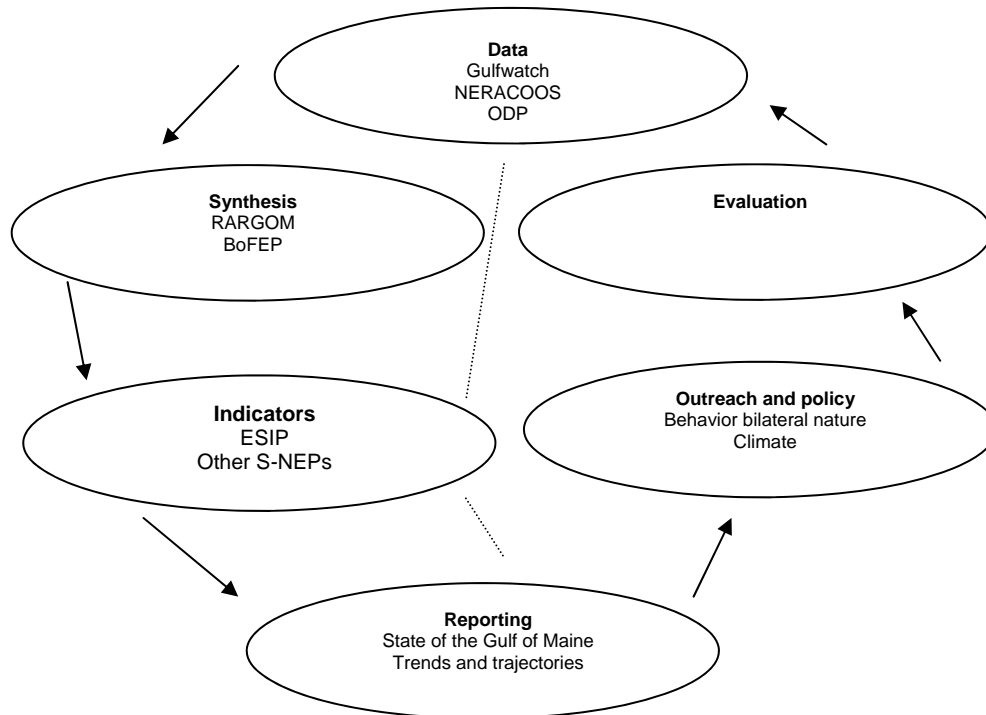 Data
Gulfwatch
NERACOOS
ODP
Synthesis
RARGOM
BoFEP
Evaluation
Indicators
ESIP
Other S-NEPs
Outreach and policy
Behavior bilateral nature
Climate
Reporting
State of the Gulf of Maine
Trends and trajectories